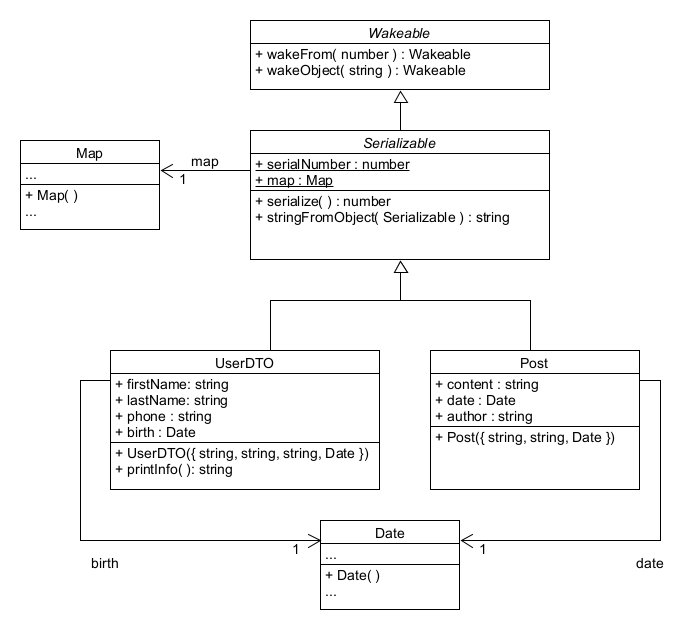 Wakeable
+ wakeFrom( number ) : Wakeable
+ wakeObject( string ) : Wakeable
Serializable
+ serialNumber : number
+ map : Map
+ serialize( ) : number
+ stringFromObject( Serializable ) : string
map
1
Map
...
+ Map( )
...
UserDTO
+ firstName: string
+ lastName: string
+ phone : string
+ birth : Date
+ UserDTO({ string, string, string, Date })
+ printInfo( ): string
Post
+ content : string
+ date : Date
+ author : string
+ Post({ string, string, Date })
birth
1
Date
...
+ Date( )
...
1
date